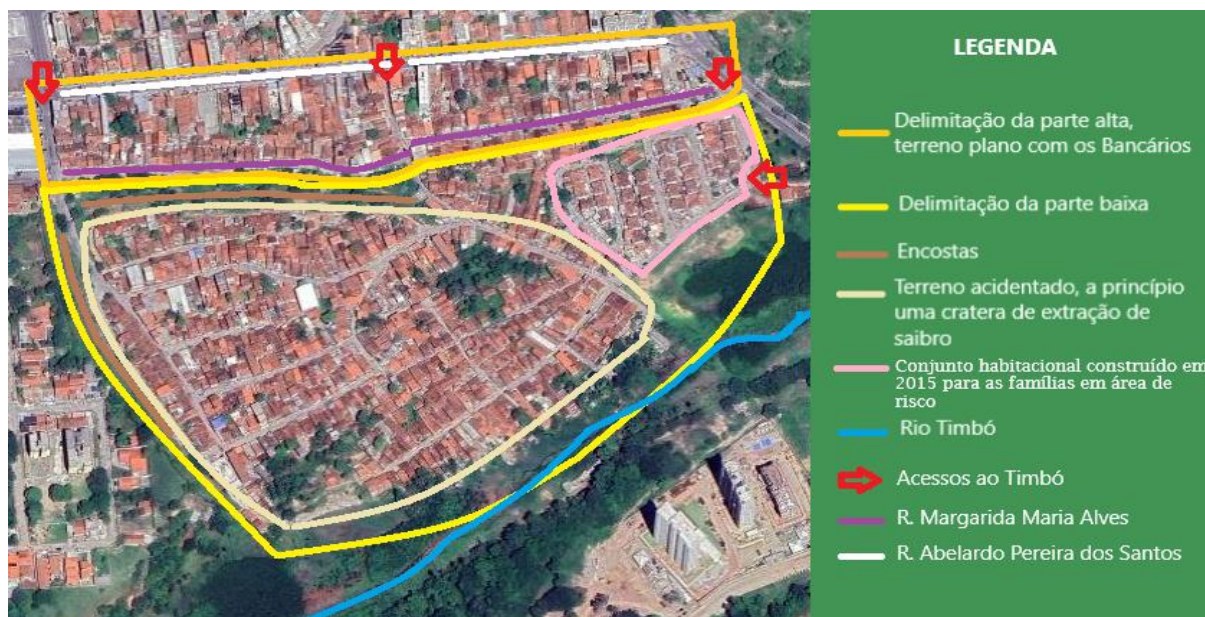 LEGENDA
Delimitação da parte alta,
terreno plano com os Bancários
Delimitação da parte baixa
Encostas
Terreno acidentado, a princípio
uma cratera de extração de
saibro
Conjunto habitacional construído em
2015 para as famílias em área de
risco
Rio Timbó
Acessos ao Timbó
R. Margarida Maria Alves
R. Abelardo Pereira dos Santos